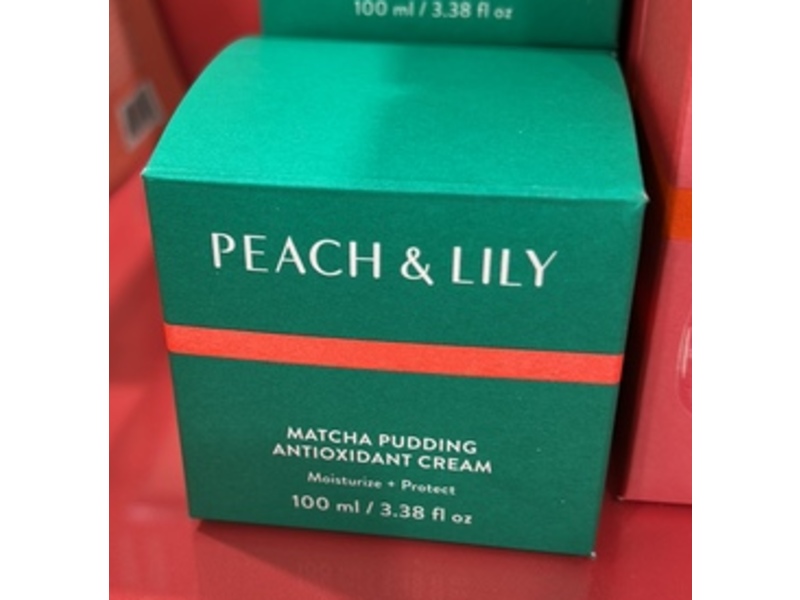 100 ml / 3.38 fl oz
PEACH & LILY
MATCHA PUDDING
ANTIOXIDANT CREAM
Moisturize + Protect
100 ml / 3.38 fl oz